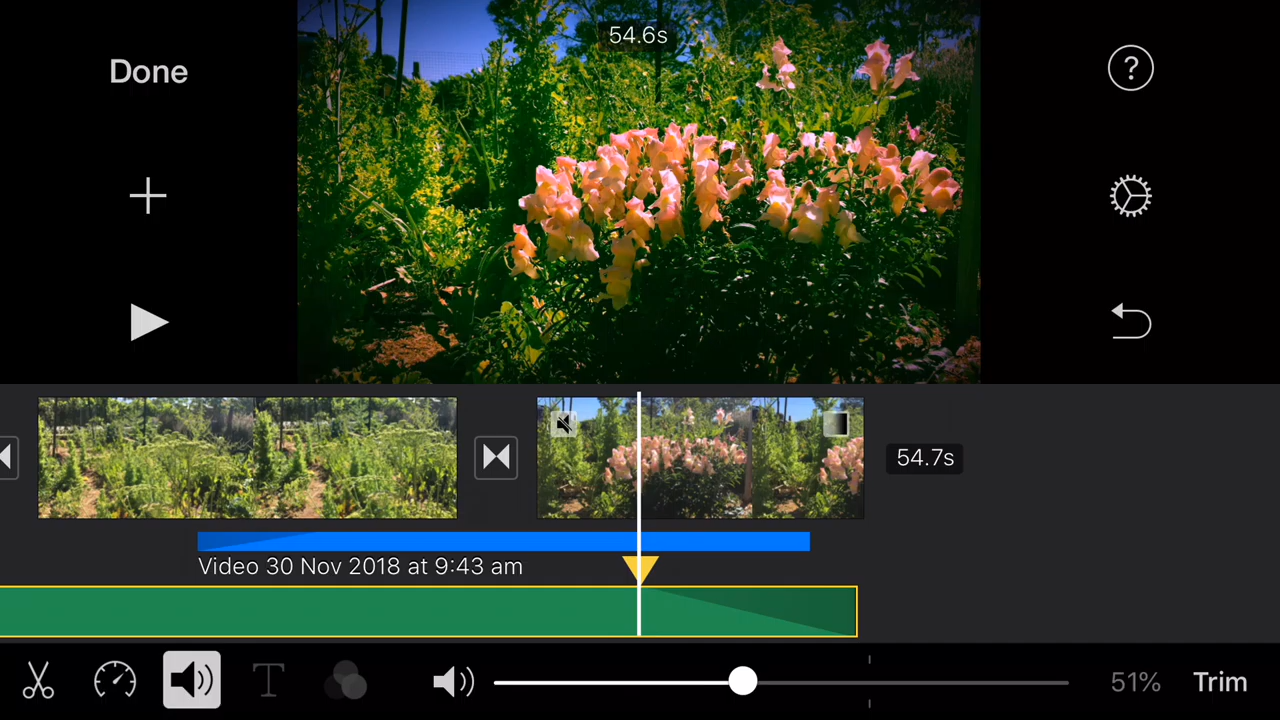 54.6s
Done
?
54.7s
Video 30 Nov 2018 at 9:43 am
T
51%
Trim